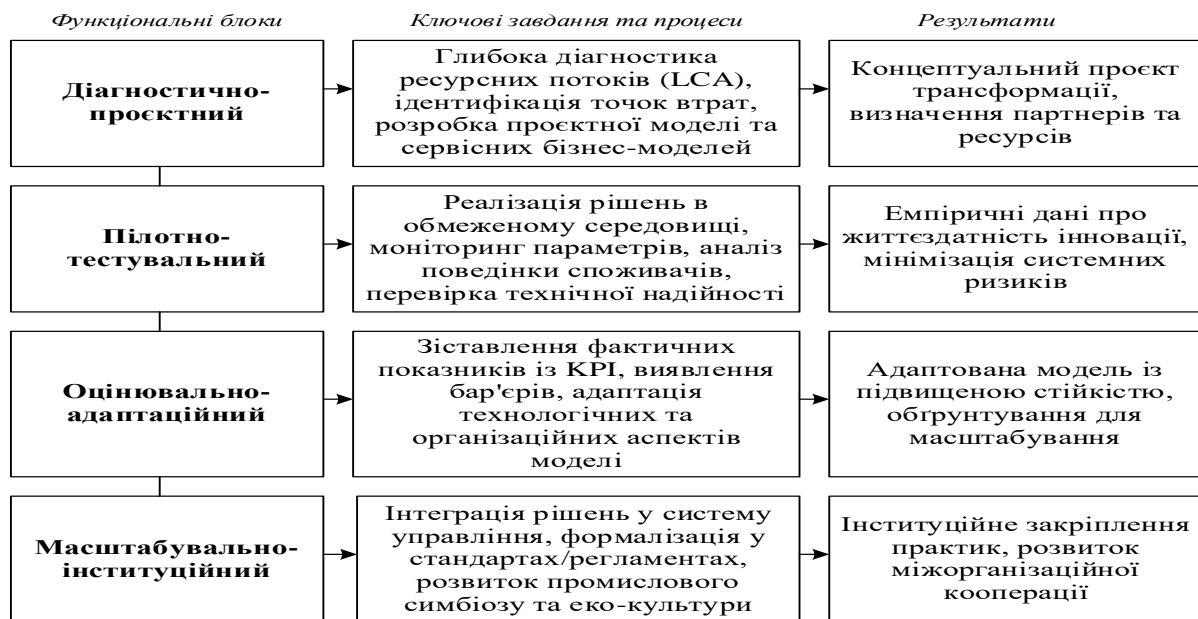 Функціональні блоки
Ключові завдання та процеси
Результати
Діагностично-
проєктний
Глибока діагностика
ресурсних потоків (LCA),
ідентифікація точок втрат,
розробка проєктної моделі та
сервісних бізнес-моделей
Концептуальний проєкт
трансформації,
визначення партнерів та
ресурсів
Пілотно-
тестувальний
Реалізація рішень в
обмеженому середовищі,
моніторинг параметрів, аналіз
поведінки споживачів,
перевірка технічної надійності
Емпіричні дані про
життєздатність інновації,
мінімізація системних
ризиків
Оцінювально-
адаптаційний
Зіставлення фактичних
показників із KPI, виявлення
бар'єрів, адаптація
технологічних та
організаційних аспектів
моделі
Адаптована модель із
підвищеною стійкістю,
обґрунтування для
масштабування
Масштабувально-
інституційний
Інтеграція рішень у систему
управління, формалізація у
стандартах/регламентах,
розвиток промислового
симбіозу та еко-культури
Інституційне закріплення
практик, розвиток
міжорганізаційної
кооперації